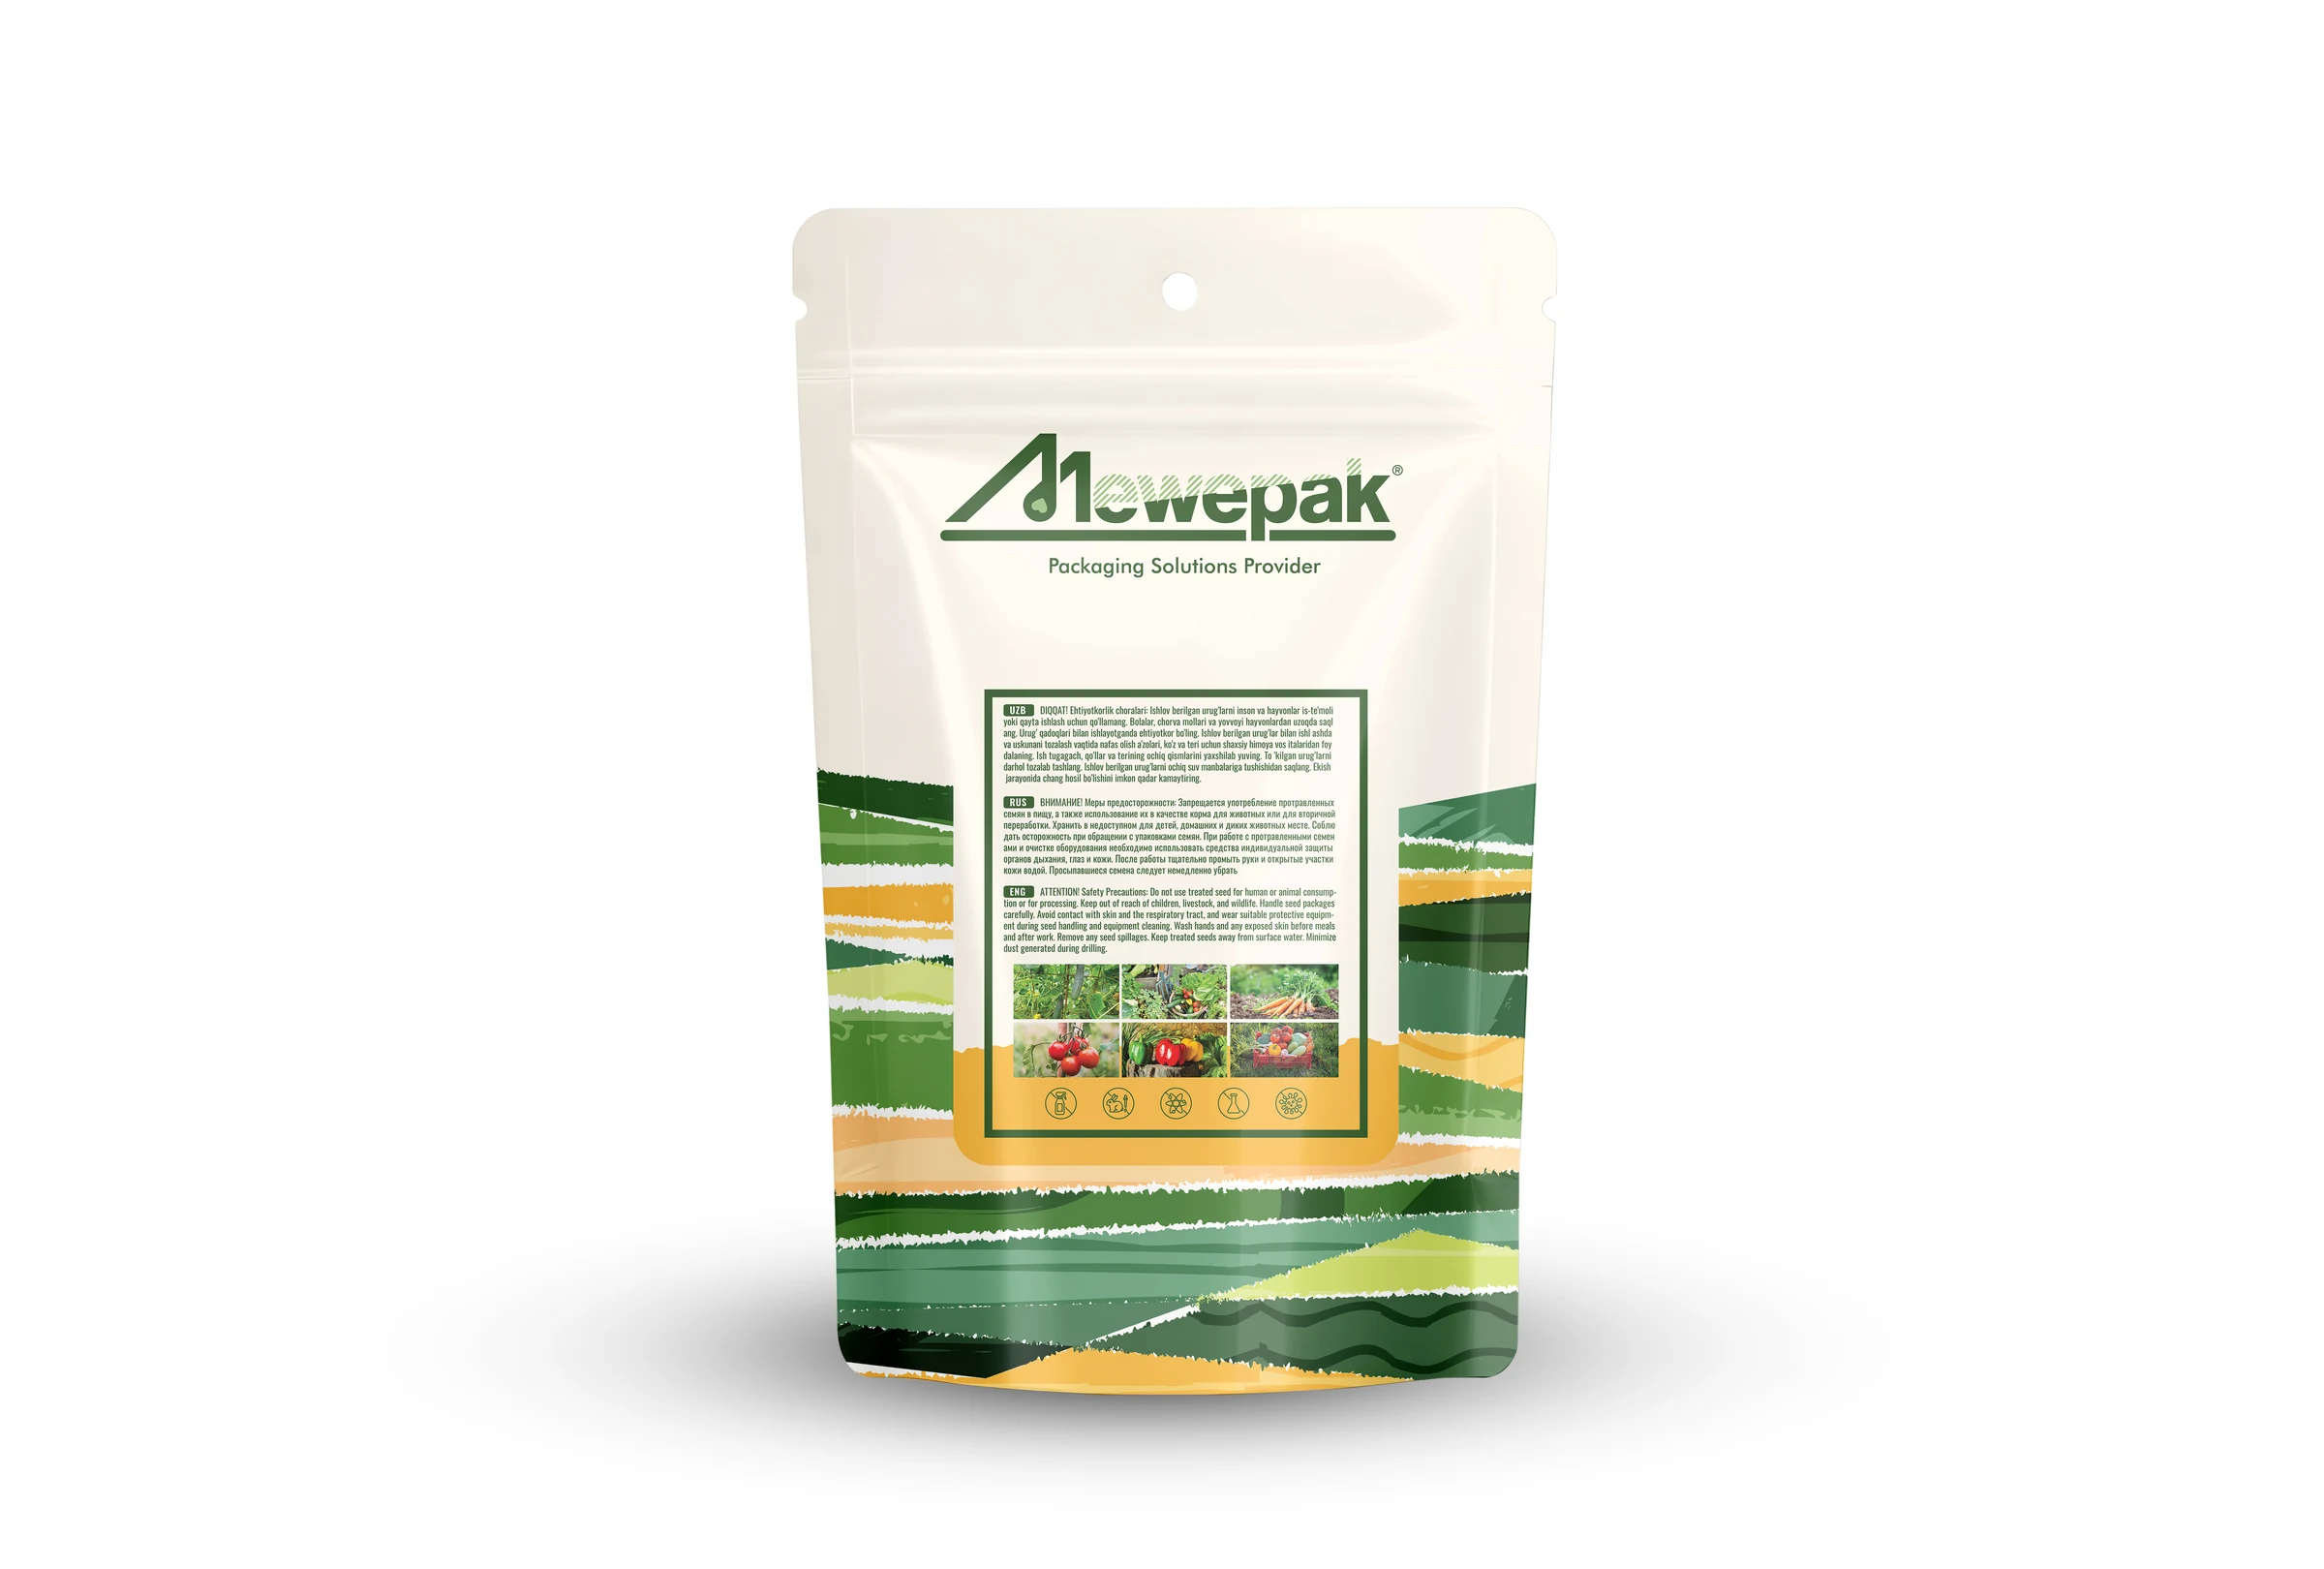 Mewepak®
Packaging Solutions Provider
UZB DIQQAT! Ehtiyotkorlik choralari: Ishlov berilgan urug'larni inson va hayvonlar is-te'moli
yoki qayta ishlash uchun qo'llamang. Bolalar, chorva mollari va yovvoyi hayvonlardan uzoqda saql
ang. Urug' qadoqlari bilan ishlayotganda ehtiyotkor bo'ling. Ishlov berilgan urug'lar bilan ishl ashda
va uskunani tozalash vaqtida nafas olish a'zolari, ko'z va teri uchun shaxsiy himoya vos italaridan foy
dalaning. Ish tugagach, qo'llar va terining ochiq qismlarini yaxshilab yuving. To 'kilgan urug'larni
darhol tozalab tashlang. Ishlov berilgan urug'larni ochiq suv manbalariga tushishidan saqlang. Ekish
jarayonida chang hosil bo'lishini imkon qadar kamaytiring.
RUS ВНИМАНИЕ! Меры предосторожности: Запрещается употребление протравленных
семян в пищу, а также использование их в качестве корма для животных или для вторичной
переработки. Хранить в недоступном для детей, домашних и диких животных месте. Соблю
дать осторожность при обращении с упаковками семян. При работе с протравленными семен
ами и очистке оборудования необходимо использовать средства индивидуальной защиты
органов дыхания, глаз и кожи. После работы тщательно промыть руки и открытые участки
кожи водой. Просыпавшиеся семена следует немедленно убрать
ENG ATTENTION! Safety Precautions: Do not use treated seed for human or animal consump-
tion or for processing. Keep out of reach of children, livestock, and wildlife. Handle seed packages
carefully. Avoid contact with skin and the respiratory tract, and wear suitable protective equipm-
ent during seed handling and equipment cleaning. Wash hands and any exposed skin before meals
and after work. Remove any seed spillages. Keep treated seeds away from surface water. Minimize
dust generated during drilling.